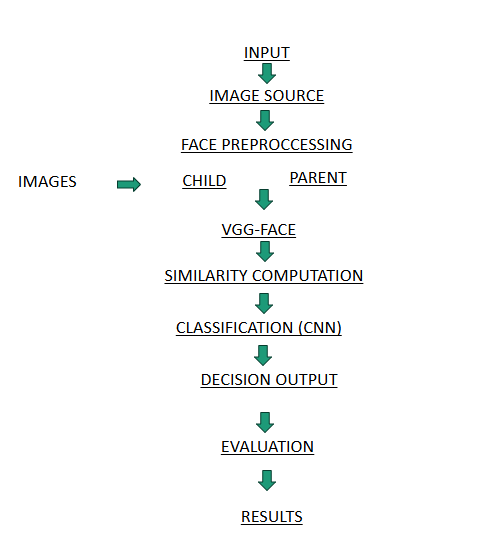 INPUT
IMAGE SOURCE
FACE PREPROCCESSING
IMAGES CHILD PARENT
VGG-FACE
SIMILARITY COMPUTATION
CLASSIFICATION (CNN)
DECISION OUTPUT
EVALUATION
RESULTS